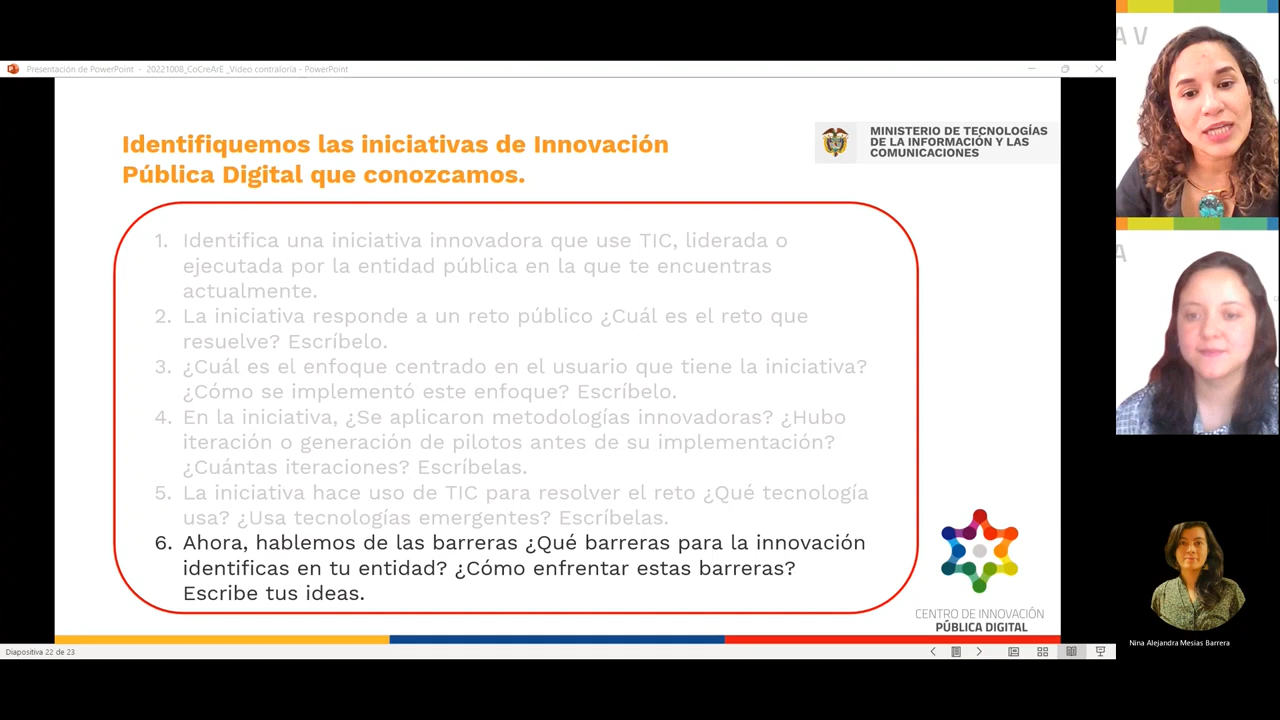 Presentación de PowerPoint - 20221008_CoCreArE _Video contraloría - PowerPoint
Identifiquemos las iniciativas de Innovación
Pública Digital que conozcamos.
MINISTERIO DE TECNOLOGÍAS
DE LA INFORMACIÓN Y LAS
COMUNICACIONES
1. Identifica una iniciativa innovadora que use TIC, liderada o
ejecutada por la entidad pública en la que te encuentras
actualmente.
2. La iniciativa responde a un reto público ¿Cuál es el reto que
resuelve? Escríbelo.
3. ¿Cuál es el enfoque centrado en el usuario que tiene la iniciativa?
¿Cómo se implementó este enfoque? Escríbelo.
4. En la iniciativa, ¿Se aplicaron metodologías innovadoras? ¿Hubo
iteración o generación de pilotos antes de su implementación?
¿Cuántas iteraciones? Escríbelas.
5. La iniciativa hace uso de TIC para resolver el reto ¿Qué tecnología
usa? ¿Usa tecnologías emergentes? Escríbelas.
6. Ahora, hablemos de las barreras ¿Qué barreras para la innovación
identificas en tu entidad? ¿Cómo enfrentar estas barreras?
Escribe tus ideas.
CENTRO DE INNOVACIÓN
PÚBLICA DIGITAL
Diapositiva 22 de 23
A V
A
Nina Alejandra Mesias Barrera